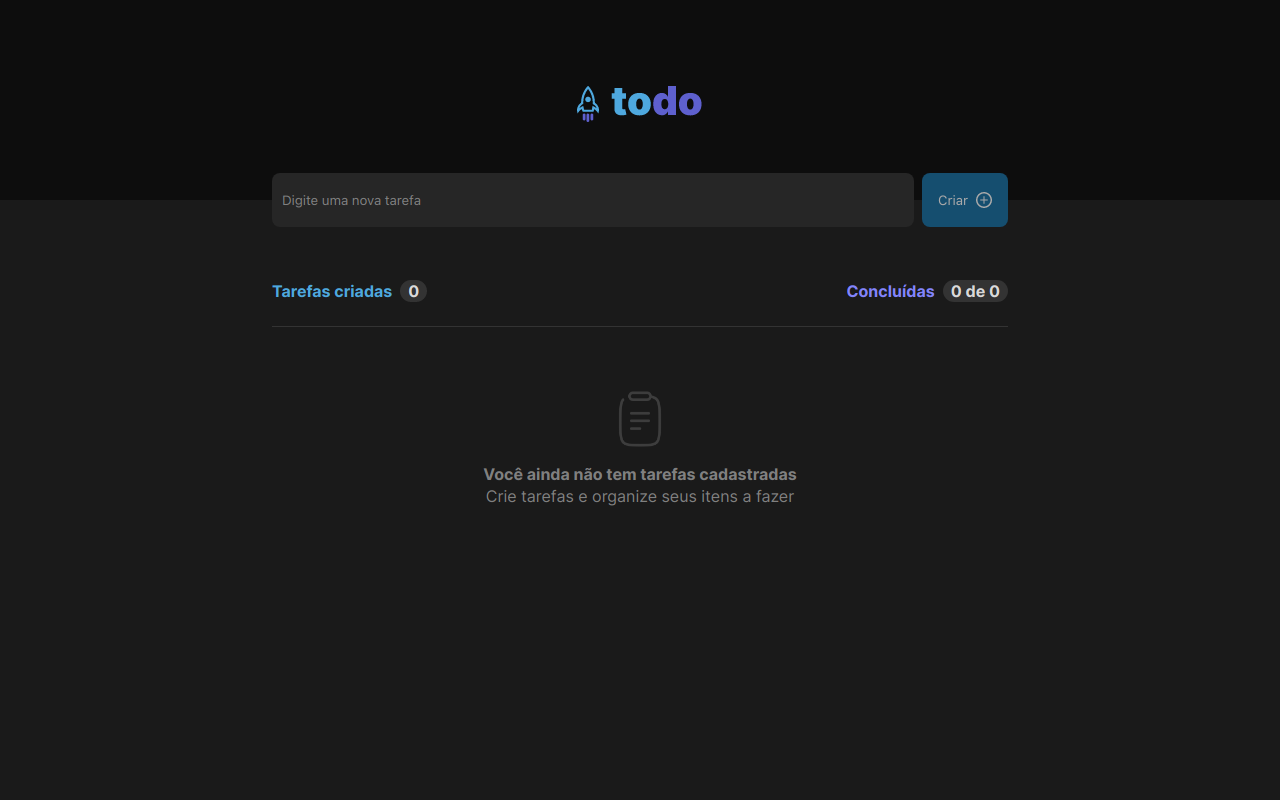 todo
Digite uma nova tarefa
Criar
Tarefas criadas 0
Concluídas 0 de 0
Você ainda não tem tarefas cadastradas
Crie tarefas e organize seus itens a fazer